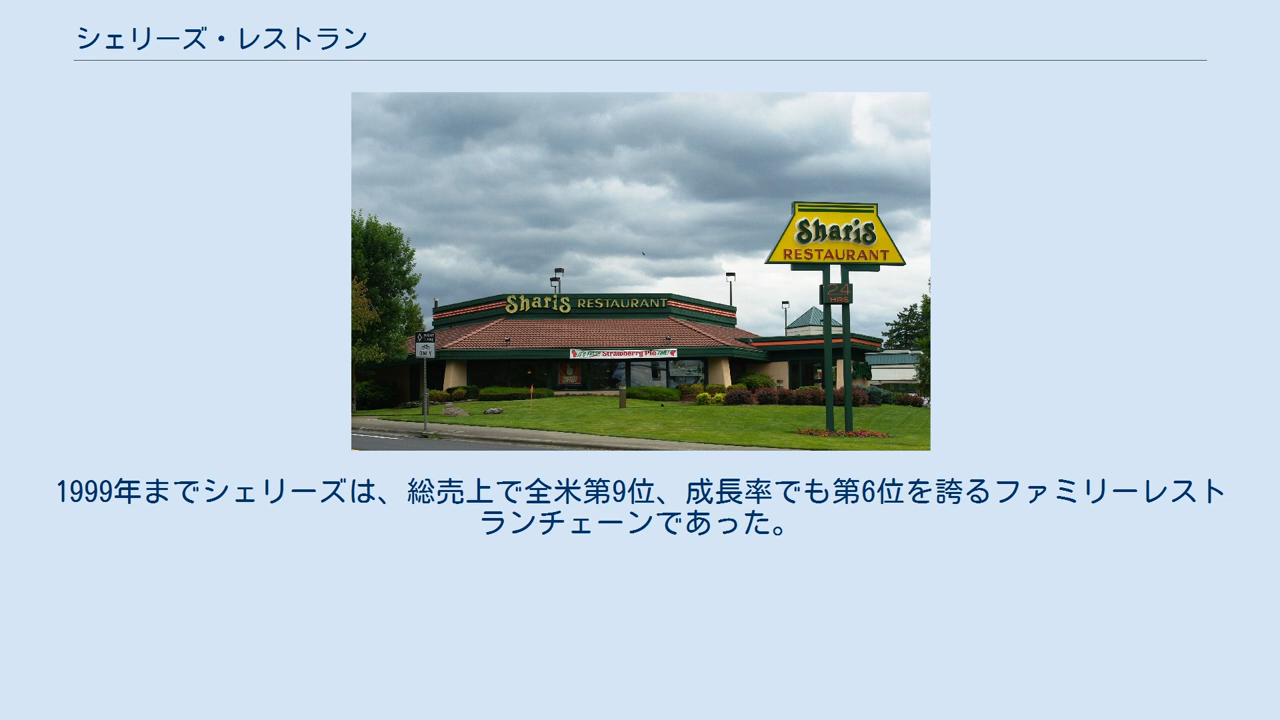 シェリーズ・レストラン
Sharis
RESTAURANT
24
HRS
Sharis RESTAURANT
Strawberry Pie
ONLY
1999年までシェリーズは、総売上で全米第9位、成長率でも第6位を誇るファミリーレスト
ランチェーンであった。